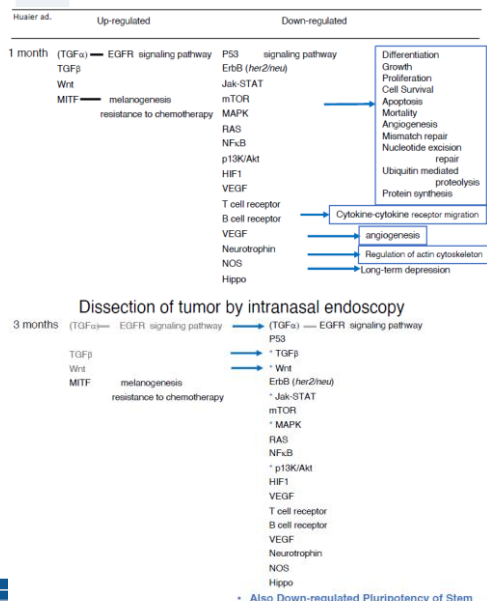 Huaier ad. Up-regulated Down-regulated
1 month (TGFα) EGFR signaling pathway P53 signaling pathway
TGFβ ErbB (her2/neu)
Wnt Jak-STAT
MITF melanogenesis mTOR
resistance to chemotherapy MAPK
RAS
NFκB
p13K/Akt
HIF1
VEGF
T cell receptor
B cell receptor
VEGF
Neurotrophin
NOS
Hippo
Differentiation
Growth
Proliferation
Cell Survival
Apoptosis
Mortality
Angiogenesis
Mismatch repair
Nucleotide excision
repair
Ubiquitin mediated
proteolysis
Protein synthesis
Cytokine-cytokine receptor migration
angiogenesis
Regulation of actin cytoskeleton
Long-term depression
Dissection of tumor by intranasal endoscopy
3 months (TGFα) EGFR signaling pathway (TGFα) EGFR signaling pathway
P53
TGFβ * TGFβ
Wnt * Wnt
MITF melanogenesis ErbB (her2/neu)
resistance to chemotherapy * Jak-STAT
mTOR
* MAPK
RAS
NFκB
* p13K/Akt
HIF1
VEGF
T cell receptor
B cell receptor
VEGF
Neurotrophin
NOS
Hippo
• Also Down-regulated Pluripotency of Stem